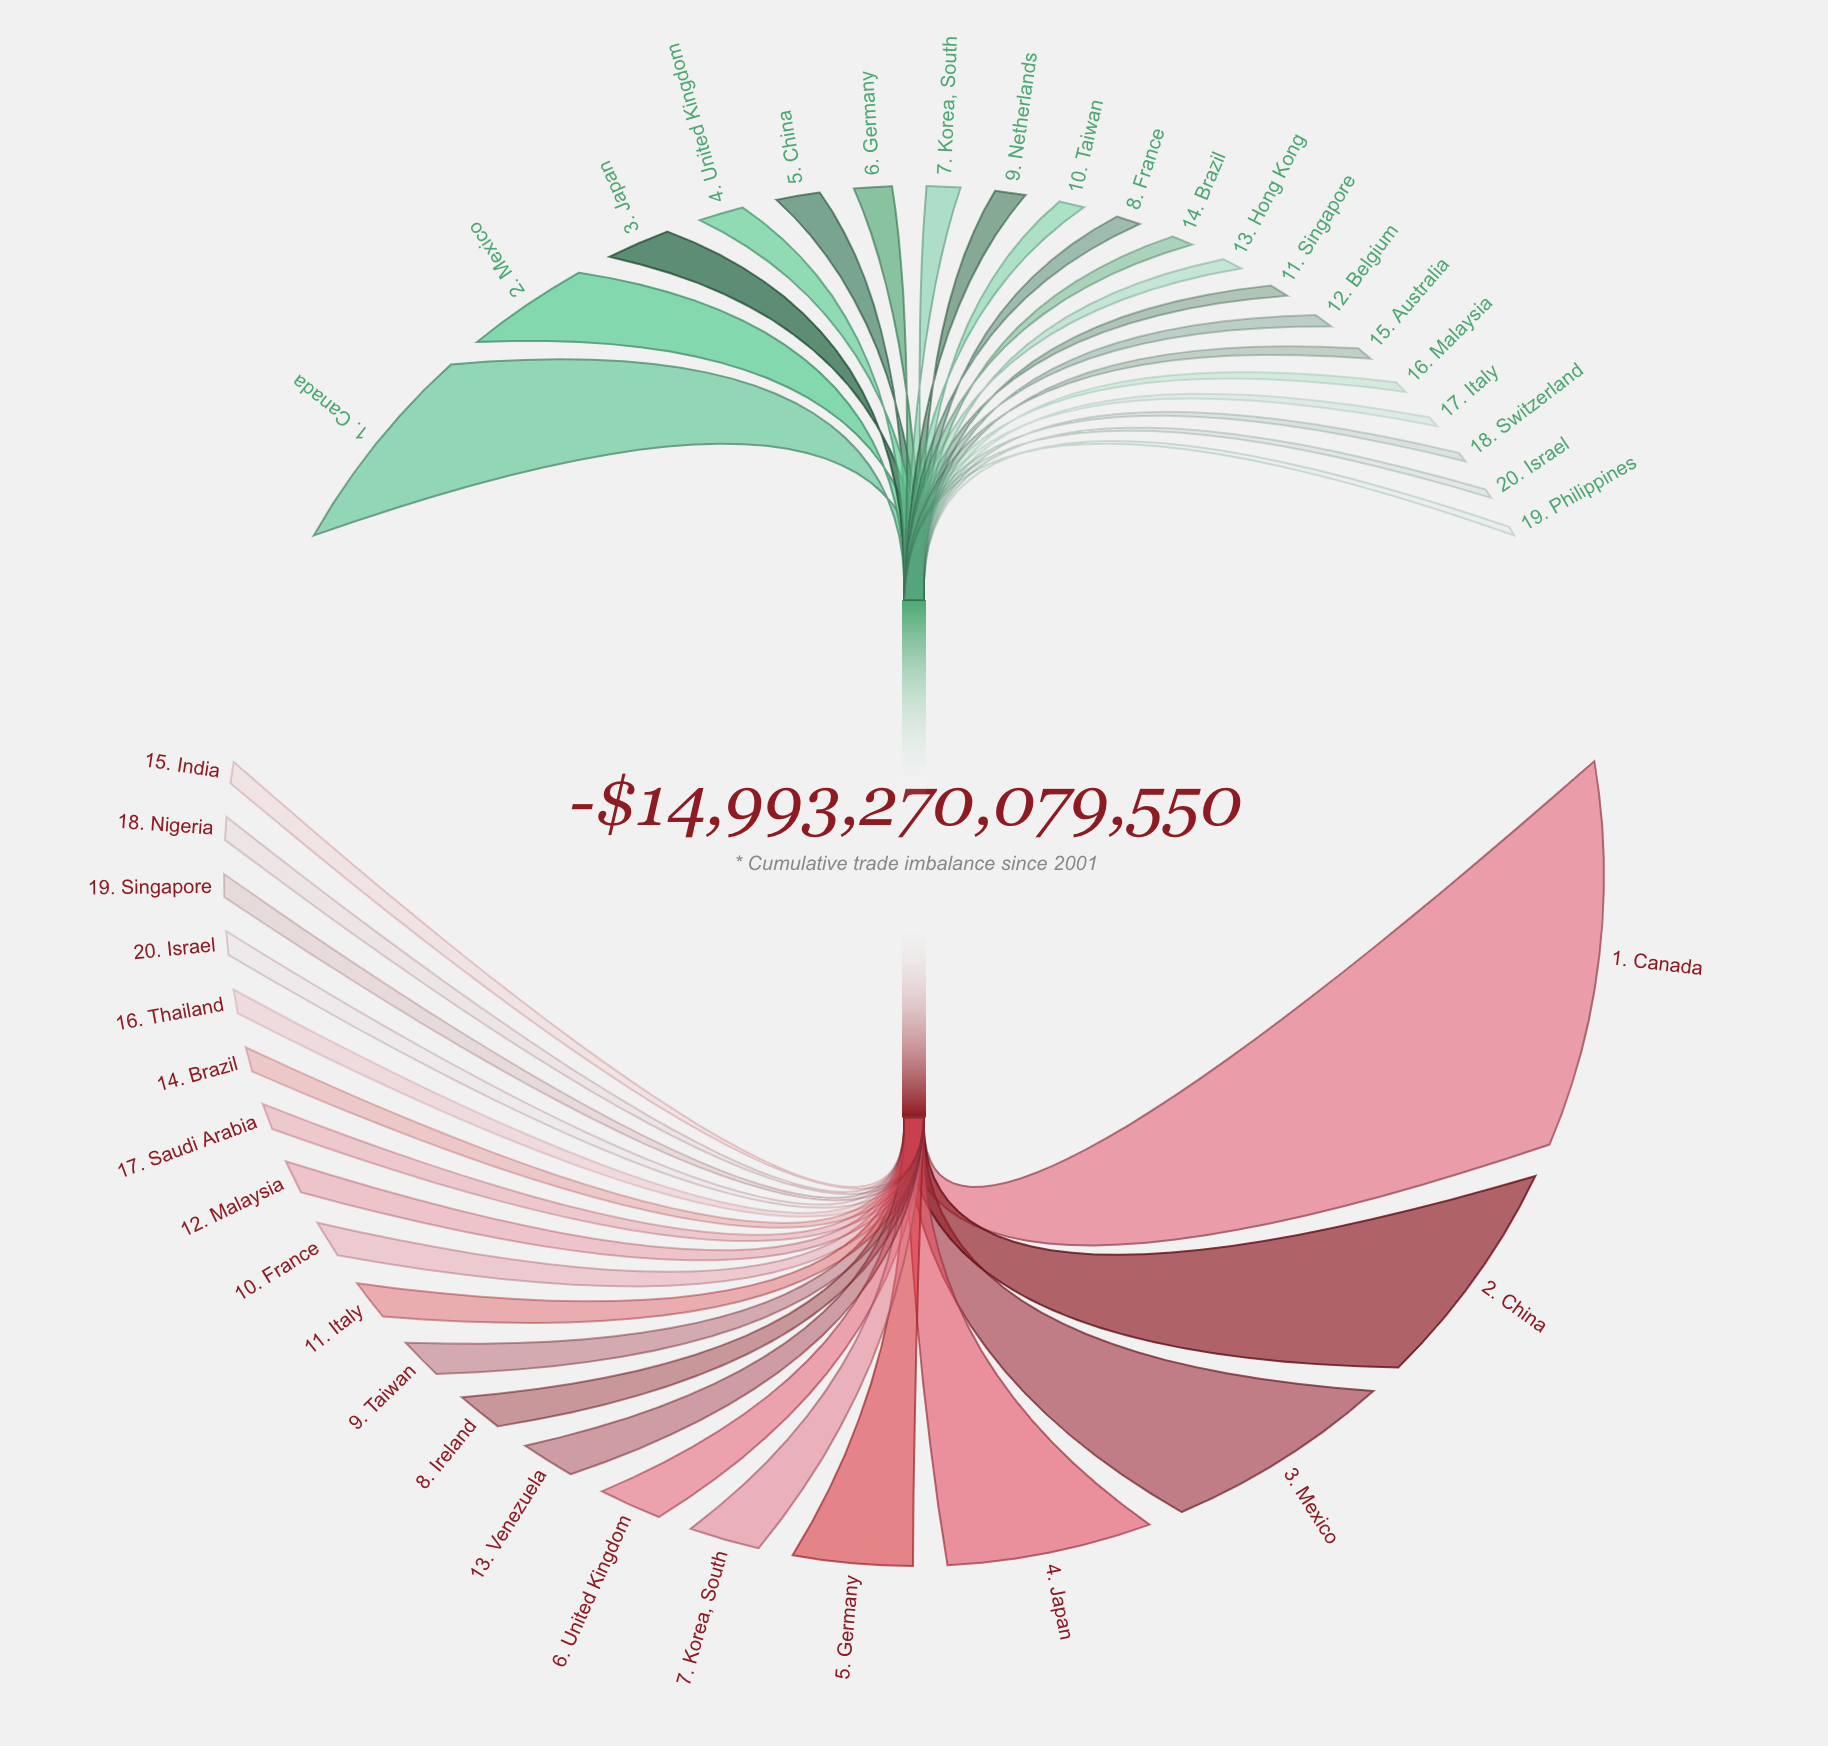 1. Canada
2. Mexico
3. Japan
4. United Kingdom
5. China
6. Germany
7. Korea, South
9. Netherlands
10. Taiwan
8. France
14. Brazil
13. Hong Kong
11. Singapore
12. Belgium
15. Australia
16. Malaysia
17. Italy
18. Switzerland
20. Israel
19. Philippines
-$14,993,270,079,550
* Cumulative trade imbalance since 2001
15. India
18. Nigeria
19. Singapore
20. Israel
16. Thailand
14. Brazil
17. Saudi Arabia
12. Malaysia
10. France
11. Italy
9. Taiwan
8. Ireland
13. Venezuela
6. United Kingdom
7. Korea, South
5. Germany
4. Japan
3. Mexico
2. China
1. Canada